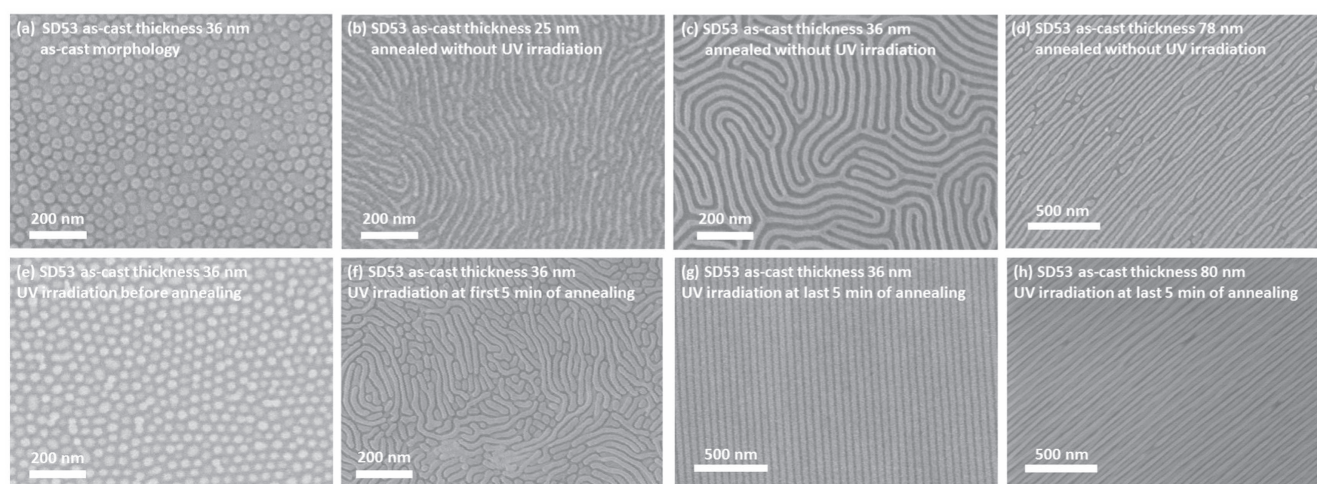 (a) SD53 as-cast thickness 36 nm
as-cast morphology
200 nm
(b) SD53 as-cast thickness 25 nm
annealed without UV irradiation
200 nm
(c) SD53 as-cast thickness 36 nm
annealed without UV irradiation
200 nm
(d) SD53 as-cast thickness 78 nm
annealed without UV irradiation
500 nm
(e) SD53 as-cast thickness 36 nm
UV irradiation before annealing
200 nm
(f) SD53 as-cast thickness 36 nm
UV irradiation at first 5 min of annealing
200 nm
(g) SD53 as-cast thickness 36 nm
UV irradiation at last 5 min of annealing
500 nm
(h) SD53 as-cast thickness 80 nm
UV irradiation at last 5 min of annealing
500 nm